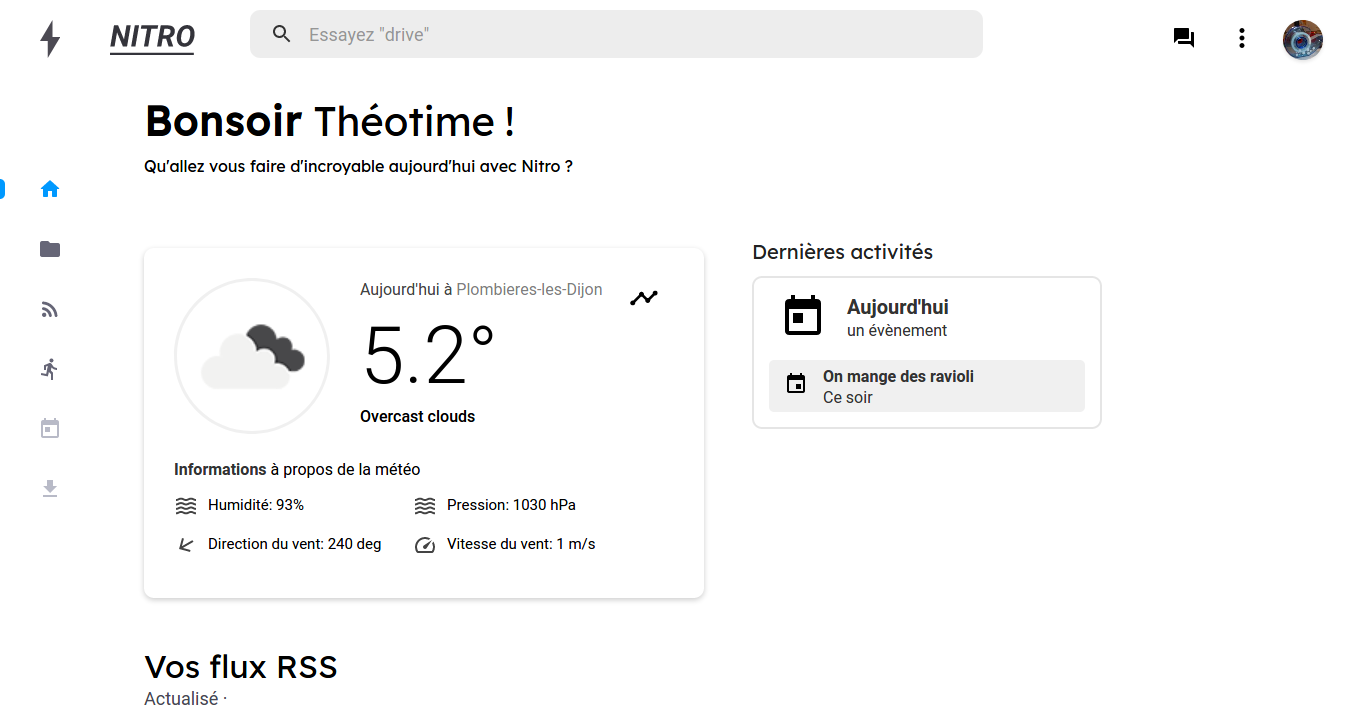 NITRO
Essayez "drive"
Bonsoir Théotime !
Qu'allez vous faire d'incroyable aujourd'hui avec Nitro ?
Aujourd'hui à Plombieres-les-Dijon
5.2°
Overcast clouds
Informations à propos de la météo
Humidité: 93%
Pression: 1030 hPa
Direction du vent: 240 deg
Vitesse du vent: 1 m/s
Dernières activités
Aujourd'hui
un évènement
On mange des ravioli
Ce soir
Vos flux RSS
Actualisé ·